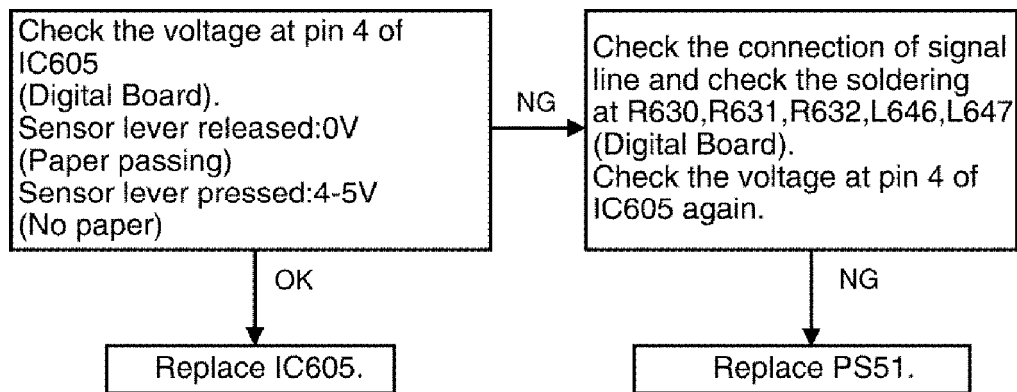 Check the voltage at pin 4 of
IC605
(Digital Board).
Sensor lever released:0V
(Paper passing)
Sensor lever pressed:4-5V
(No paper)
NG
Check the connection of signal
line and check the soldering
at R630,R631,R632,L646,L647
(Digital Board).
Check the voltage at pin 4 of
IC605 again.
OK
NG
Replace IC605.
Replace PS51.